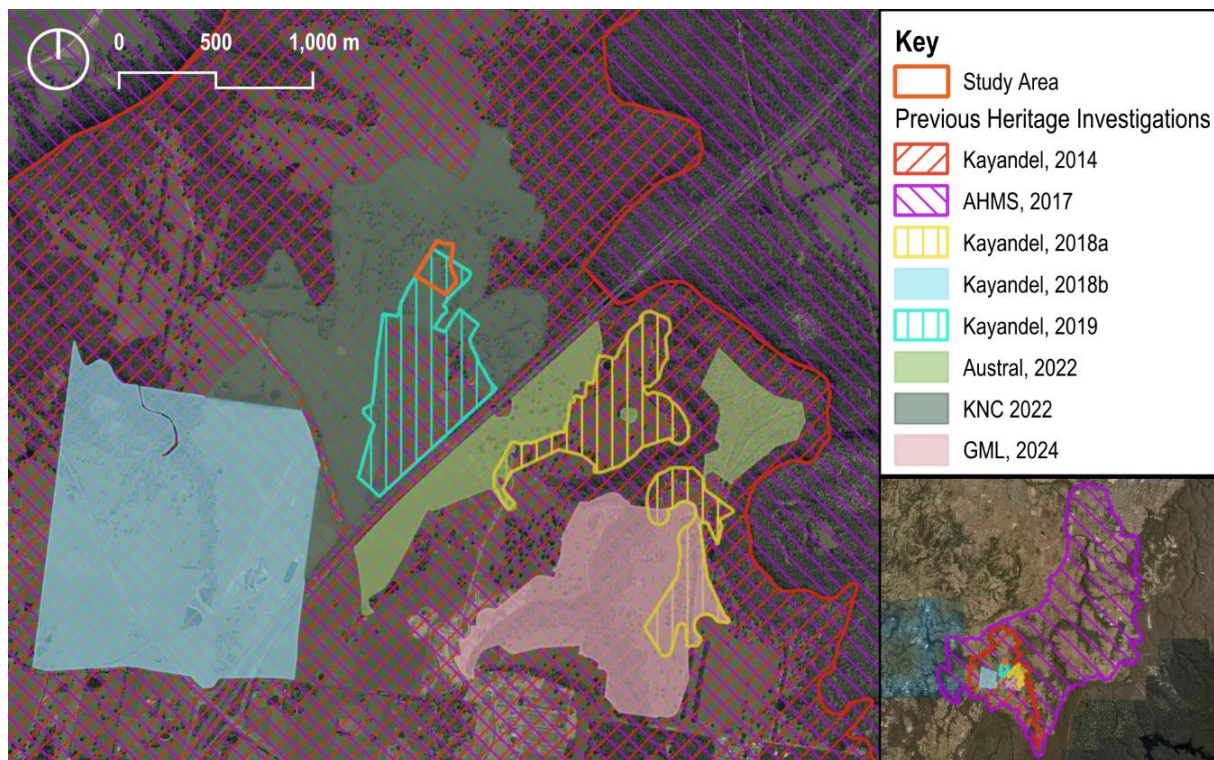 0 500 1,000 m
Key
Study Area
Previous Heritage Investigations
Kayandel, 2014
AHMS, 2017
Kayandel, 2018a
Kayandel, 2018b
Kayandel, 2019
Austral, 2022
KNC 2022
GML, 2024